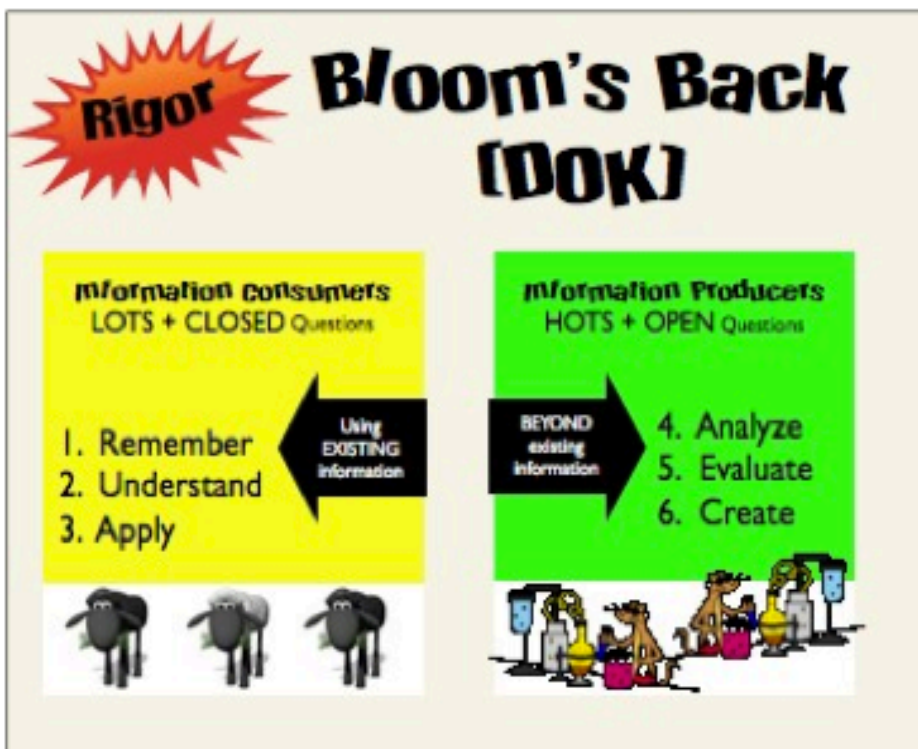 Rigor
Bloom's Back
(DOK)
Information Consumers
LOTS + CLOSED Questions
1. Remember
2. Understand
3. Apply
Using
EXISTING
information
Information Producers
HOTS + OPEN Questions
BEYOND
existing
information
4. Analyze
5. Evaluate
6. Create